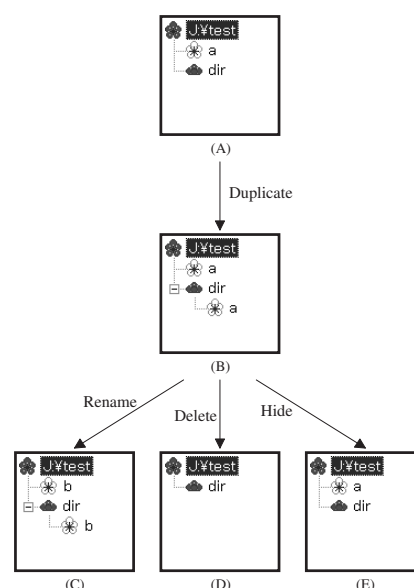 J:¥test
a
dir
(A)
Duplicate
J:¥test
a
dir
a
(B)
Rename
Delete
Hide
J:¥test
b
dir
b
(C)
J:¥test
dir
(D)
J:¥test
a
dir
(E)